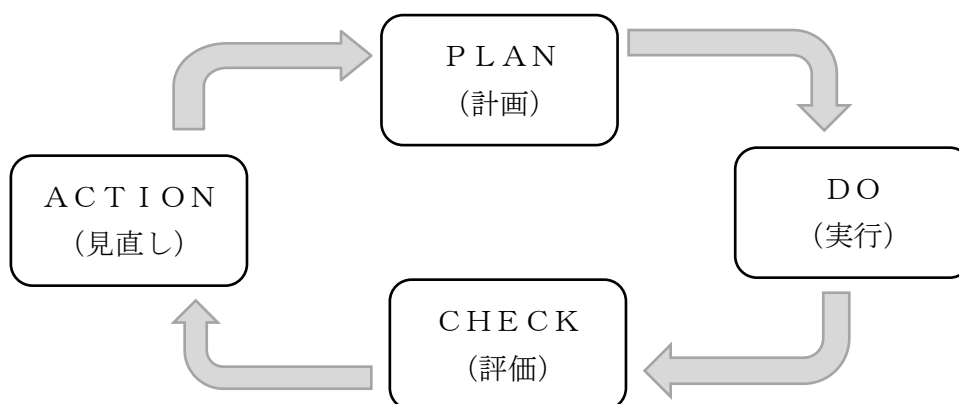 ＰＬＡＮ
（計画）
ＤＯ
（実行）
ＣＨＥＣＫ
（評価）
ＡＣＴＩＯＮ
（見直し）